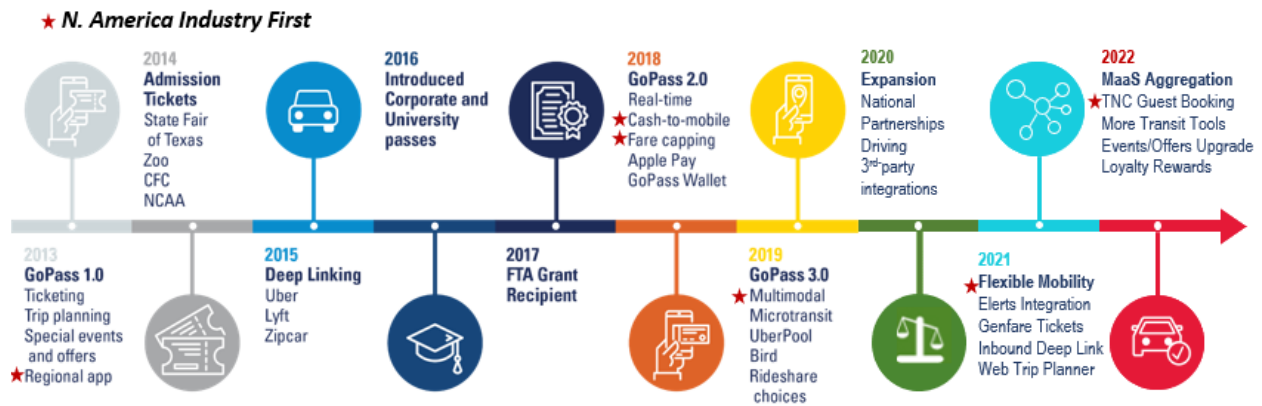 ★ N. America Industry First
2013
GoPass 1.0
Ticketing
Trip planning
Special events
and offers
★Regional app
2014
Admission
Tickets
State Fair
of Texas
Zoo
CFC
NCAA
2015
Deep Linking
Uber
Lyft
Zipcar
2016
Introduced
Corporate and
University
passes
2017
FTA Grant
Recipient
2018
GoPass 2.0
Real-time
★Cash-to-mobile
★Fare capping
Apple Pay
GoPass Wallet
2019
GoPass 3.0
★Multimodal
Microtransit
UberPool
Bird
Rideshare
choices
2020
Expansion
National
Partnerships
Driving
3rd-party
integrations
2021
★Flexible Mobility
Elerts Integration
Genfare Tickets
Inbound Deep Link
Web Trip Planner
2022
MaaS Aggregation
★TNC Guest Booking
More Transit Tools
Events/Offers Upgrade
Loyalty Rewards